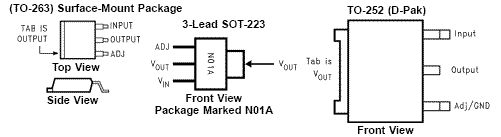 (TO-263) Surface-Mount Package
TAB IS
OUTPUT
INPUT
OUTPUT
ADJ
Top View
Side View
3-Lead SOT-223
ADJ
VOUT
VIN
N01A
VOUT
Front View
Package Marked N01A
TO-252 (D-Pak)
Tab is
VOUT
Input
Output
Adj/GND
Front View